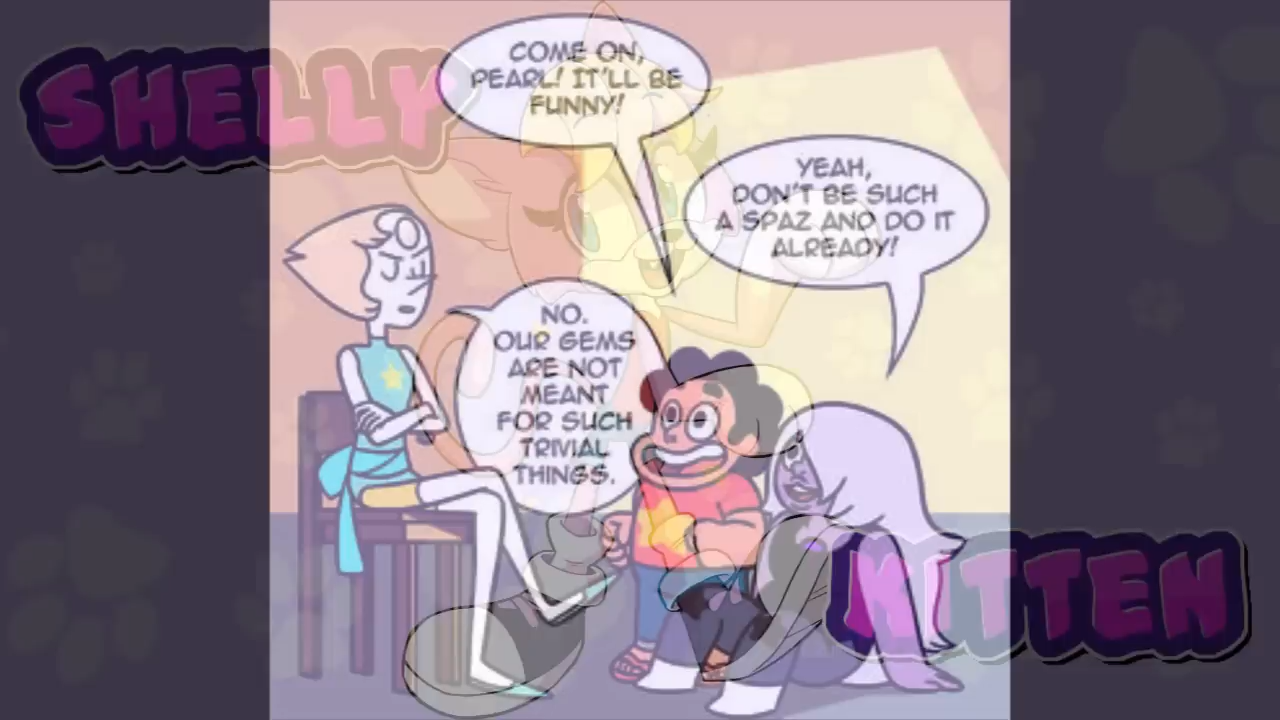 SHELLY
COME ON,
PEARL! IT'LL BE
FUNNY!
YEAH,
DON'T BE SUCH
A SPAZ AND DO IT
ALREADY!
NO.
OUR GEMS
ARE NOT
MEANT
FOR SUCH
TRIVIAL
THINGS.
KITTEN